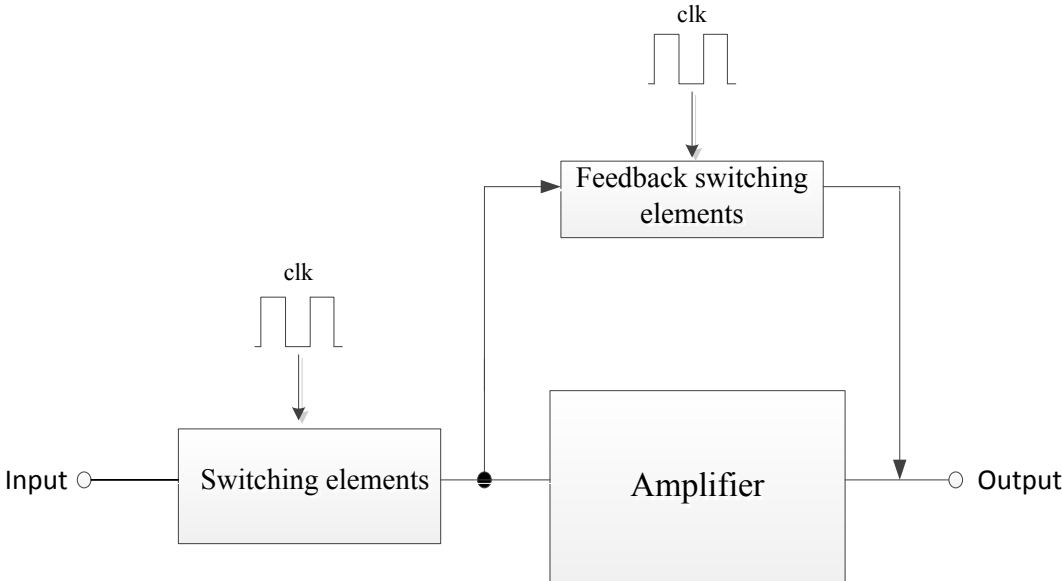 clk
Feedback switching
elements
clk
Input
Switching elements
Amplifier
Output